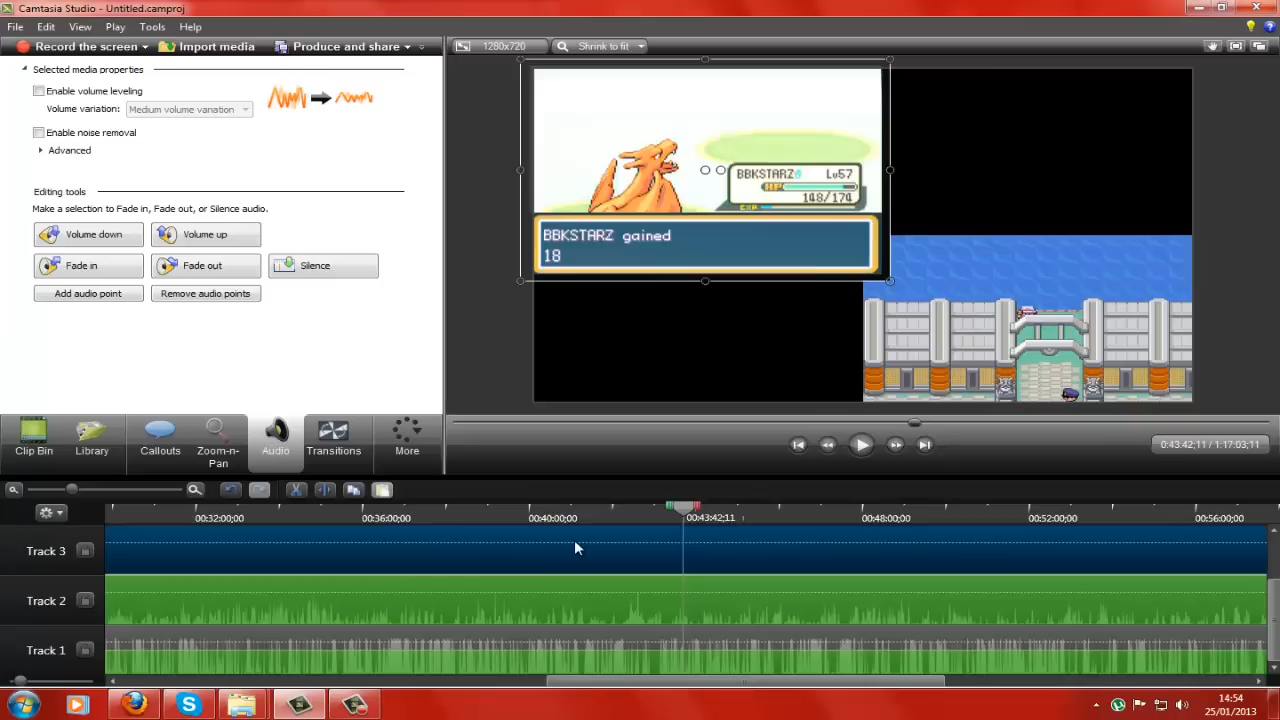 Camtasia Studio - Untitled.camproj
File Edit View Play Tools Help
Record the screen Import media Produce and share
1280x720 Shrink to fit
Selected media properties
Enable volume leveling
Volume variation: Medium volume variation
Enable noise removal
Advanced
Editing tools
Make a selection to Fade in, Fade out, or Silence audio.
Volume down Volume up
Fade in Fade out Silence
Add audio point Remove audio points
BBKSTARZ Lv57
HP
148/174
EXP
BBKSTARZ gained
18
Clip Bin Library Callouts Zoom-n-Pan Audio Transitions More
0:43:42;11 / 1:17:03;11
00:32:00;00 00:36:00;00 00:40:00;00 00:43:42;11 00:48:00;00 00:52:00;00 00:56:00;00
Track 3
Track 2
Track 1
14:54
25/01/2013